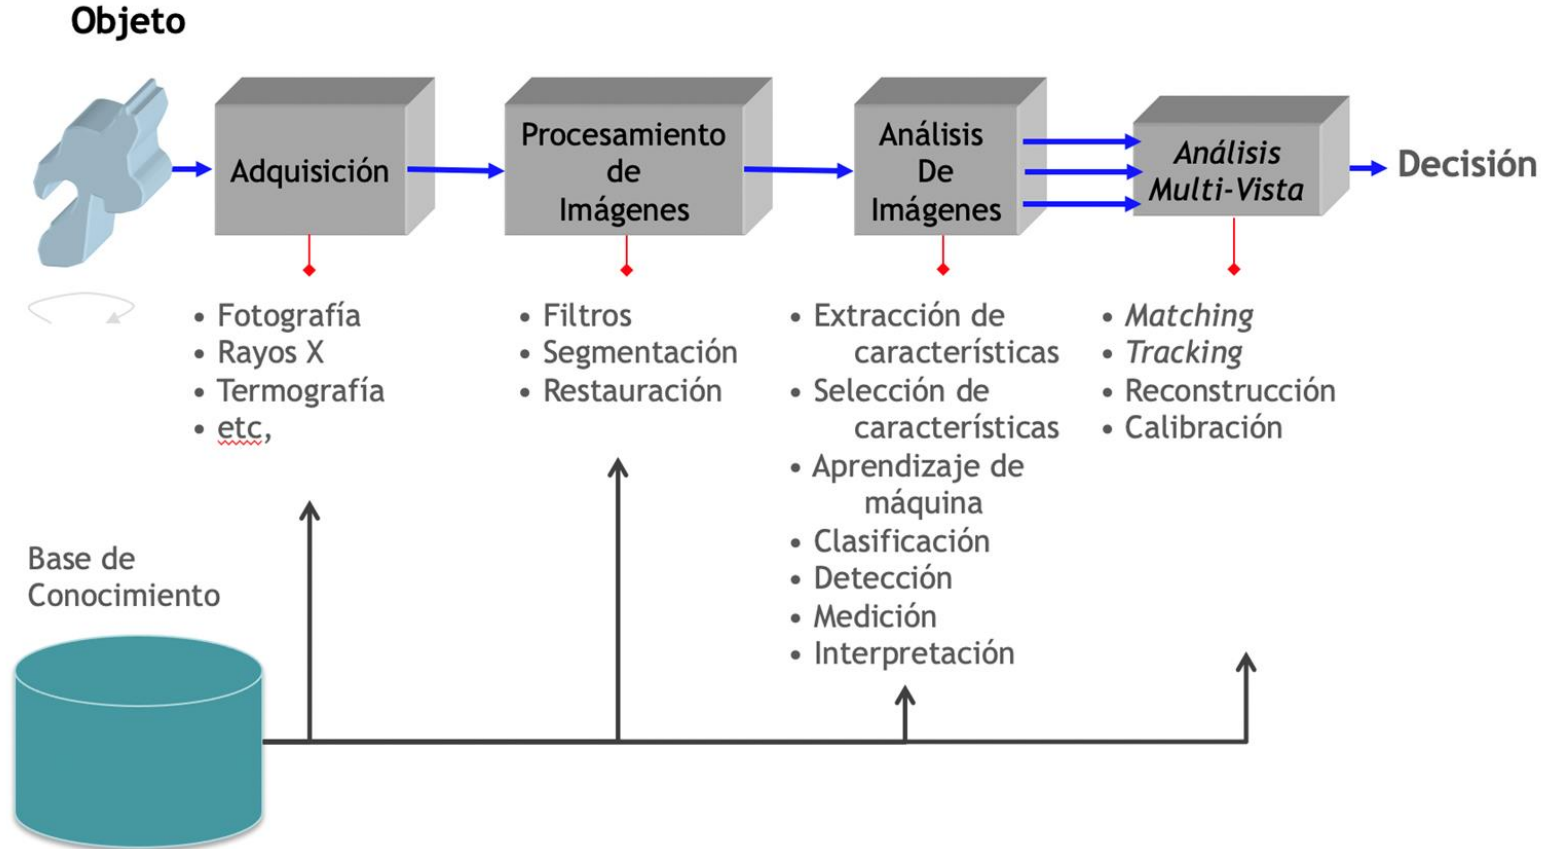 Objeto
Adquisición
Procesamiento
de
Imágenes
Análisis
De
Imágenes
Análisis
Multi-Vista
Decisión
• Fotografía
• Rayos X
• Termografía
• etc,
• Filtros
• Segmentación
• Restauración
• Extracción de
características
• Selección de
características
• Aprendizaje de
máquina
• Clasificación
• Detección
• Medición
• Interpretación
• Matching
• Tracking
• Reconstrucción
• Calibración
Base de
Conocimiento